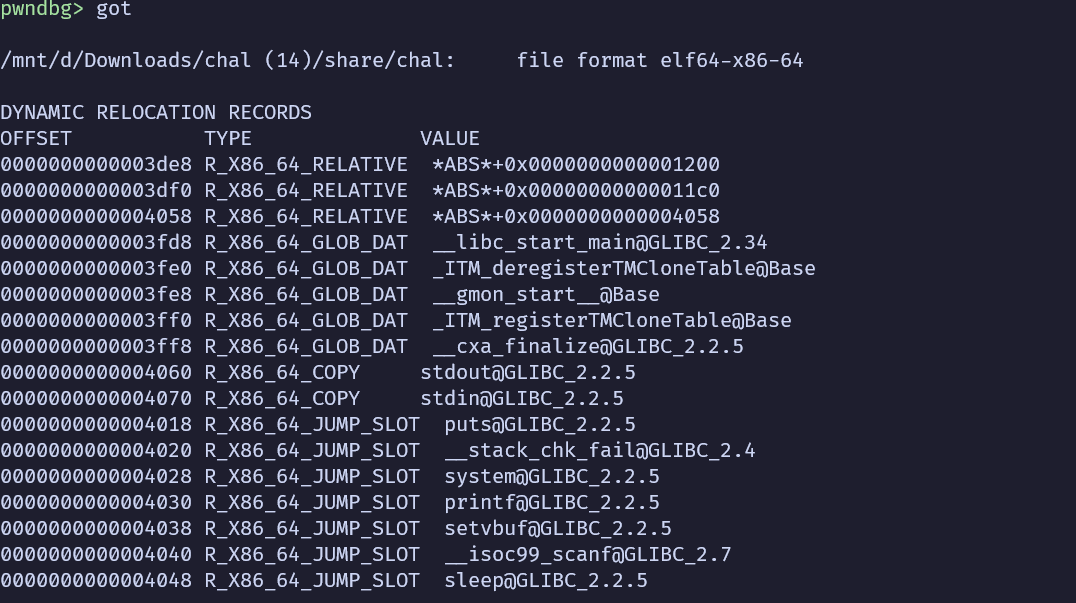 pwndbg> got
/mnt/d/Downloads/chal (14)/share/chal:     file format elf64-x86-64
DYNAMIC RELOCATION RECORDS
OFFSET           TYPE              VALUE
0000000000003de8 R_X86_64_RELATIVE  *ABS*+0x0000000000001200
0000000000003df0 R_X86_64_RELATIVE  *ABS*+0x00000000000011c0
0000000000004058 R_X86_64_RELATIVE  *ABS*+0x0000000000004058
0000000000003fd8 R_X86_64_GLOB_DAT  __libc_start_main@GLIBC_2.34
0000000000003fe0 R_X86_64_GLOB_DAT  _ITM_deregisterTMCloneTable@Base
0000000000003fe8 R_X86_64_GLOB_DAT  __gmon_start__@Base
0000000000003ff0 R_X86_64_GLOB_DAT  _ITM_registerTMCloneTable@Base
0000000000003ff8 R_X86_64_GLOB_DAT  __cxa_finalize@GLIBC_2.2.5
0000000000004060 R_X86_64_COPY     stdout@GLIBC_2.2.5
0000000000004070 R_X86_64_COPY     stdin@GLIBC_2.2.5
0000000000004018 R_X86_64_JUMP_SLOT  puts@GLIBC_2.2.5
0000000000004020 R_X86_64_JUMP_SLOT  __stack_chk_fail@GLIBC_2.4
0000000000004028 R_X86_64_JUMP_SLOT  system@GLIBC_2.2.5
0000000000004030 R_X86_64_JUMP_SLOT  printf@GLIBC_2.2.5
0000000000004038 R_X86_64_JUMP_SLOT  setvbuf@GLIBC_2.2.5
0000000000004040 R_X86_64_JUMP_SLOT  __isoc99_scanf@GLIBC_2.7
0000000000004048 R_X86_64_JUMP_SLOT  sleep@GLIBC_2.2.5